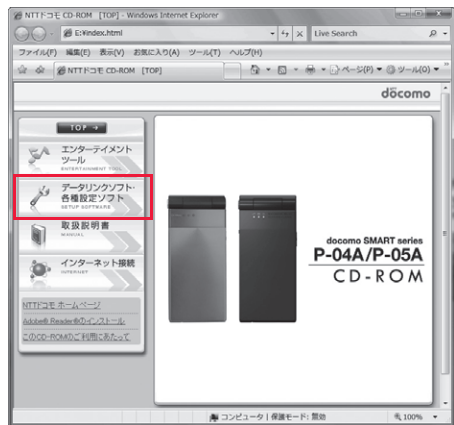 NTTドコモ CD-ROM [TOP] - Windows Internet Explorer
E:¥index.html
Live Search
ファイル(F) 編集(E) 表示(V) お気に入り(A) ツール(T) ヘルプ(H)
NTTドコモ CD-ROM [TOP]
ページ(P) ツール(O)
döcomo
TOP
エンターテイメント
ツール
ENTERTAINMENT TOOL
データリンクソフト・
各種設定ソフト
SETUP SOFTWARE
取扱説明書
MANUAL
インターネット接続
INTERNET
NTTドコモ ホームページ
Adobe® Reader®のインストール
このCD-ROMのご利用にあたって
docomo SMART series
P-04A/P-05A
CD-ROM
コンピュータ | 保護モード: 無効
100%